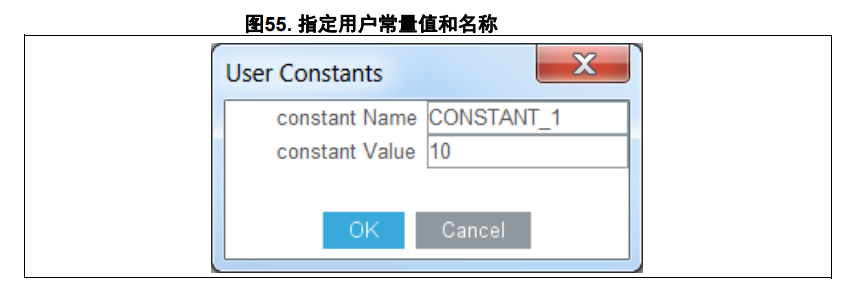 图55. 指定用户常量值和名称
User Constants
constant Name CONSTANT_1
constant Value 10
OK Cancel